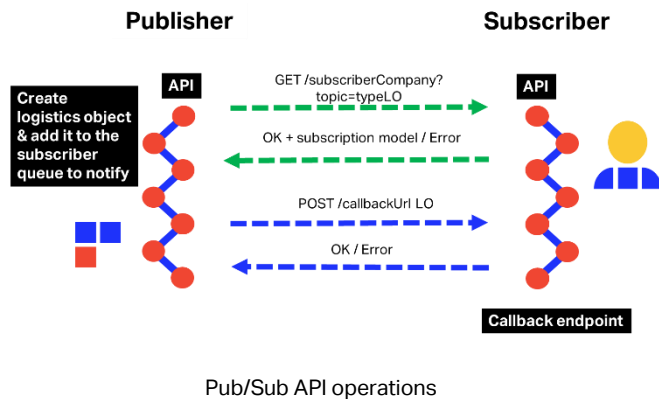 Publisher
Subscriber
API
API
Create
logistics object
& add it to the
subscriber
queue to notify
GET /subscriberCompany?
topic=typeLO
OK + subscription model / Error
POST /callbackUrl LO
OK / Error
Callback endpoint
Pub/Sub API operations